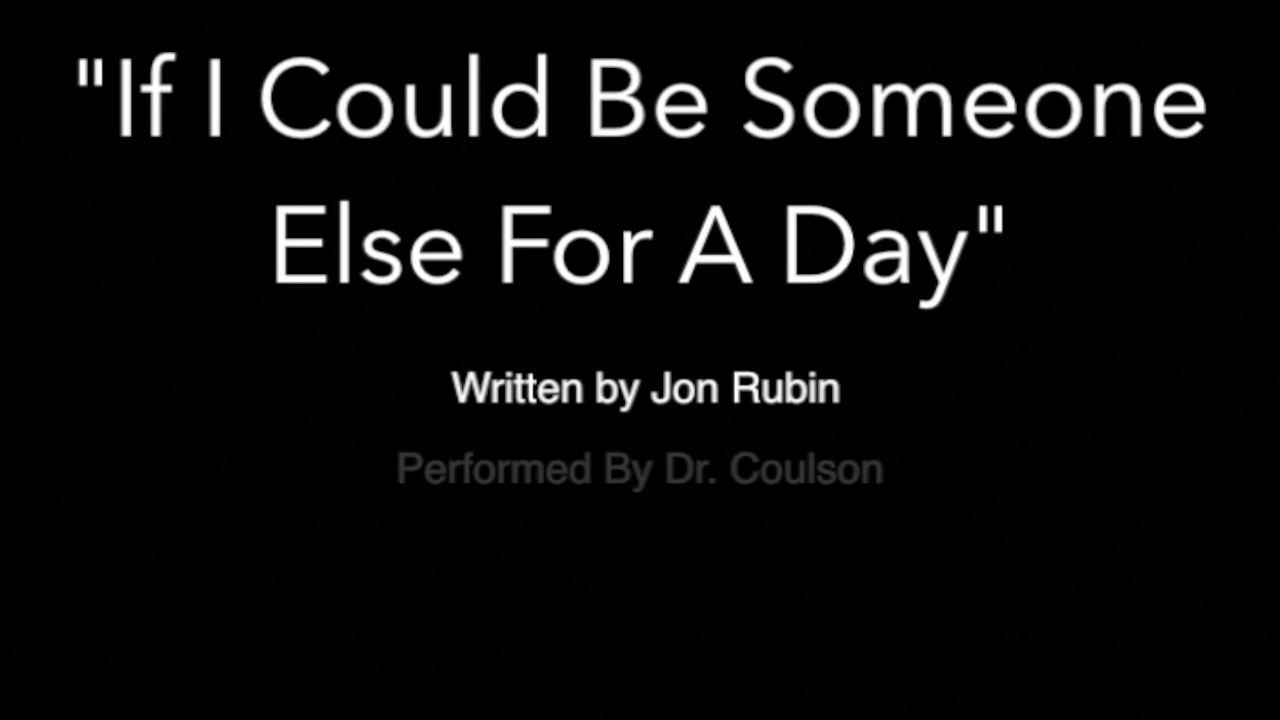 "If I Could Be Someone
Else For A Day"
Written by Jon Rubin
Performed By Dr. Coulson